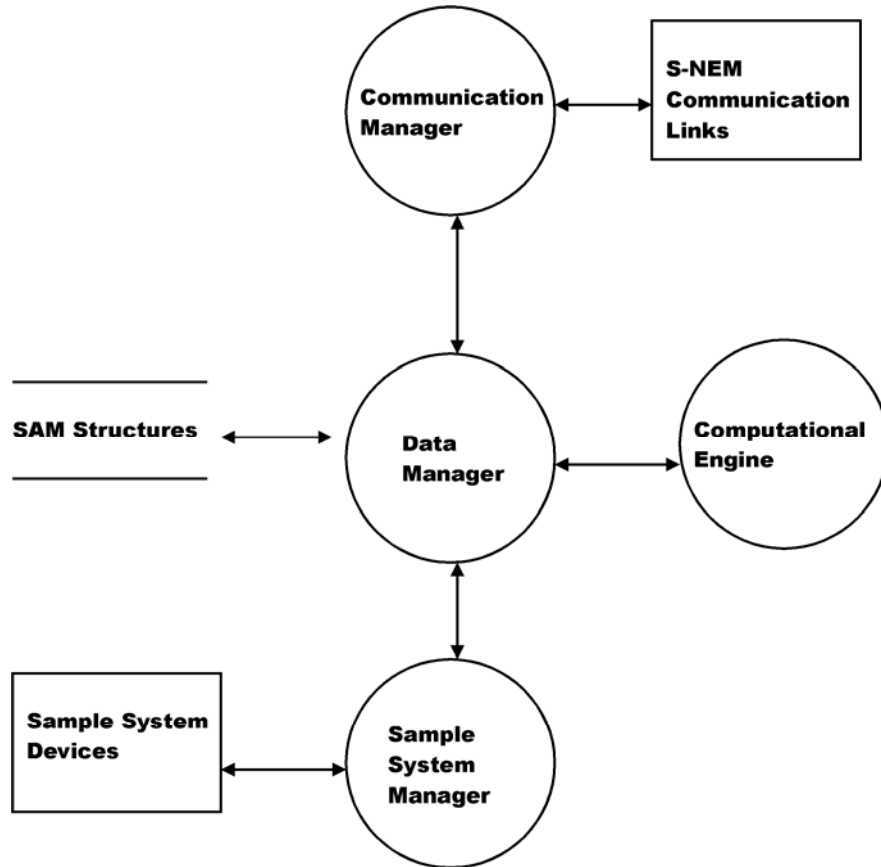 Communication
Manager
S-NEM
Communication
Links
SAM Structures
Data
Manager
Computational
Engine
Sample System
Devices
Sample
System
Manager